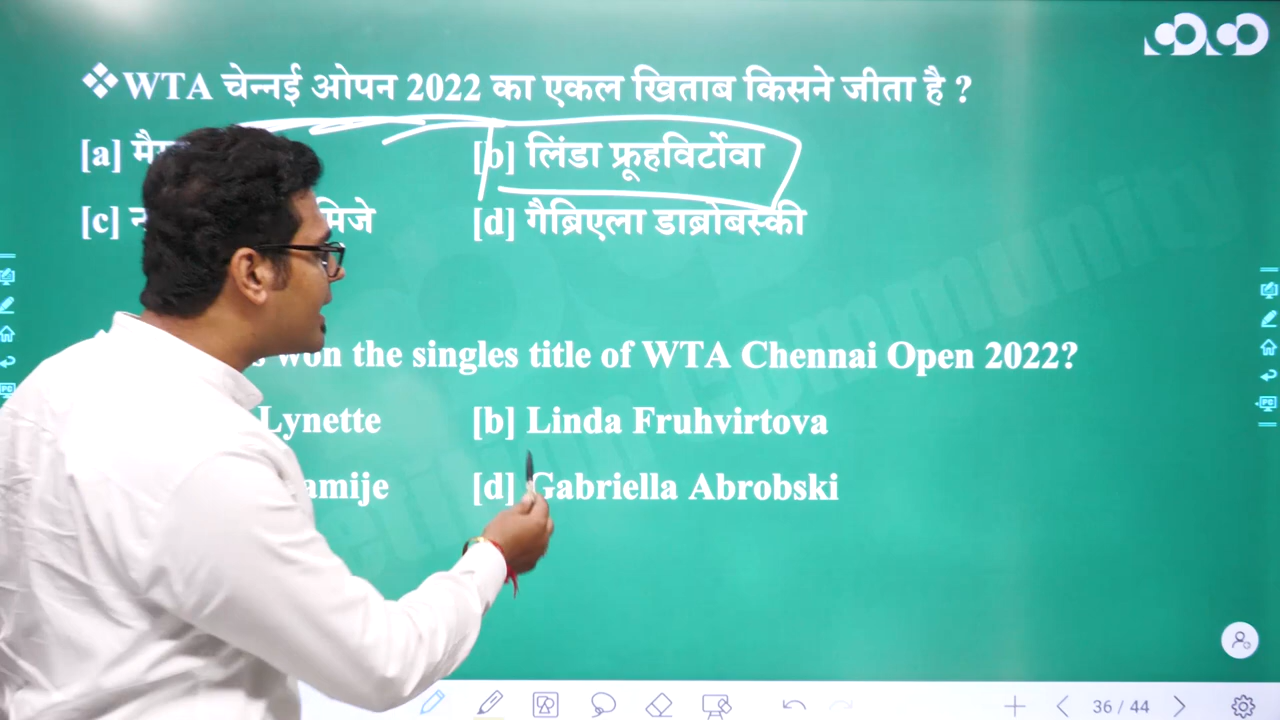 ❖WTA चेन्नई ओपन 2022 का एकल खिताब किसने जीता है ?
[a] [b] लिंडा फ्रूहविर्टोवा
[c] [d] गैब्रिएला डाब्रोबस्की
won the singles title of WTA Chennai Open 2022?
Lynette [b] Linda Fruhvirtova
[d] Gabriella Abrobski
Community
36 / 44